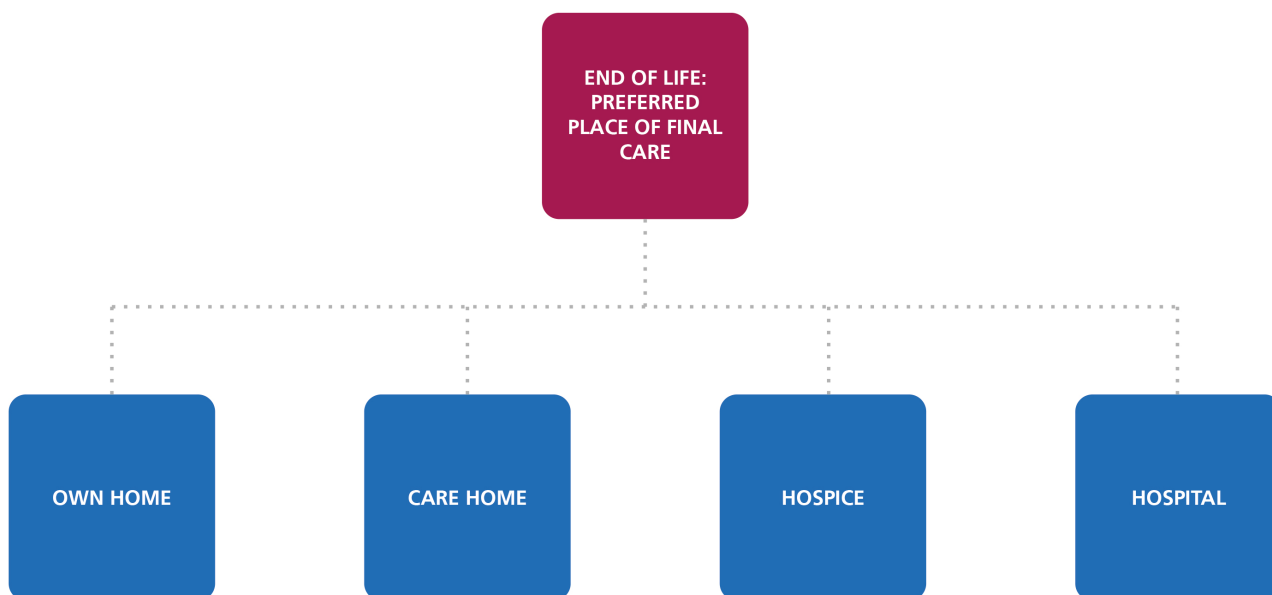 END OF LIFE:
PREFERRED
PLACE OF FINAL
CARE
OWN HOME
CARE HOME
HOSPICE
HOSPITAL